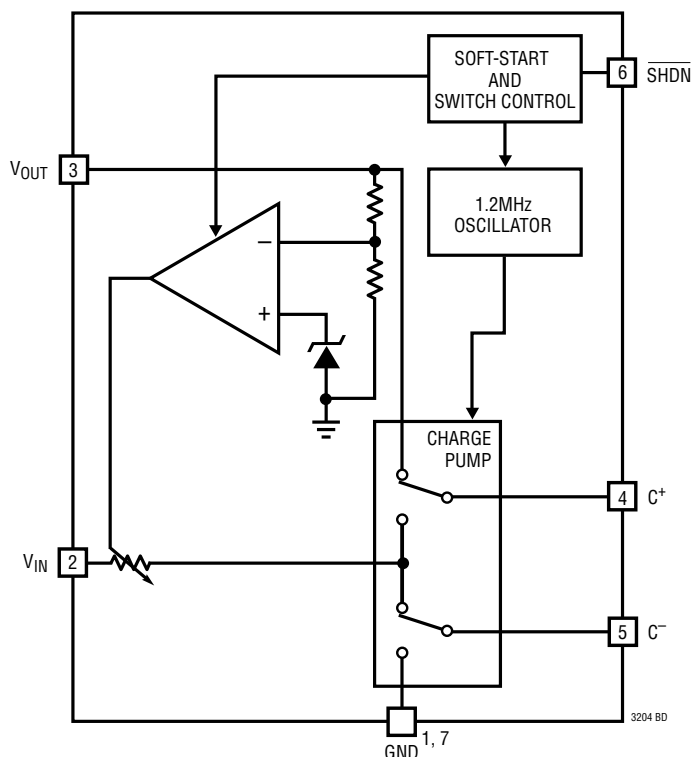 SOFT-START
AND
SWITCH CONTROL
6
SHDN
VOUT
3
1.2MHz
OSCILLATOR
–
+
CHARGE
PUMP
4
C+
VIN
2
5
C–
3204 BD
1, 7
GND